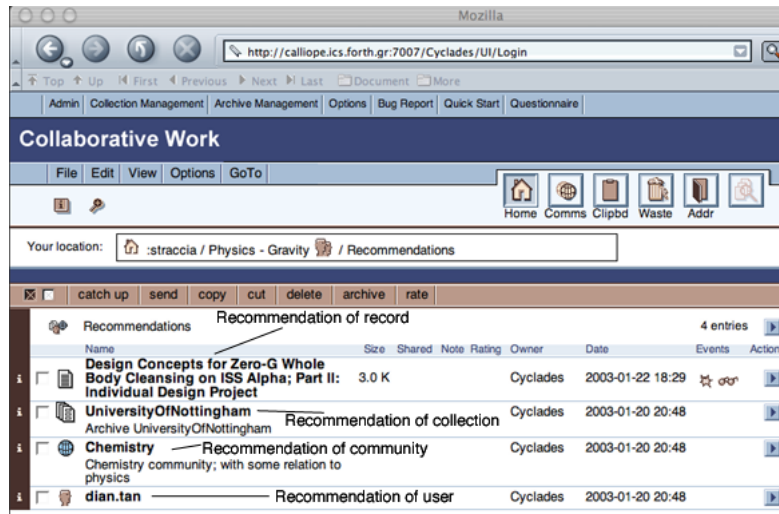 Mozilla
http://calliope.ics.forth.gr:7007/Cyclades/UI/Login
Top Up First Previous Next Last Document More
Admin Collection Management Archive Management Options Bug Report Quick Start Questionnaire
Collaborative Work
File Edit View Options GoTo
Home Comms Clipbd Waste Addr
Your location: :straccia / Physics - Gravity / Recommendations
catch up send copy cut delete archive rate
Recommendation of record
Recommendations 4 entries
Name Size Shared Note Rating Owner Date Events Action
Design Concepts for Zero-G Whole
Body Cleansing on ISS Alpha; Part II: 3.0 K Cyclades 2003-01-22 18:29
Individual Design Project
UniversityOfNottingham Cyclades 2003-01-20 20:48
Recommendation of collection
Archive UniversityOfNottingham
Chemistry Recommendation of community Cyclades 2003-01-20 20:48
Chemistry community; with some relation to
physics
dian.tan Recommendation of user Cyclades 2003-01-20 20:48